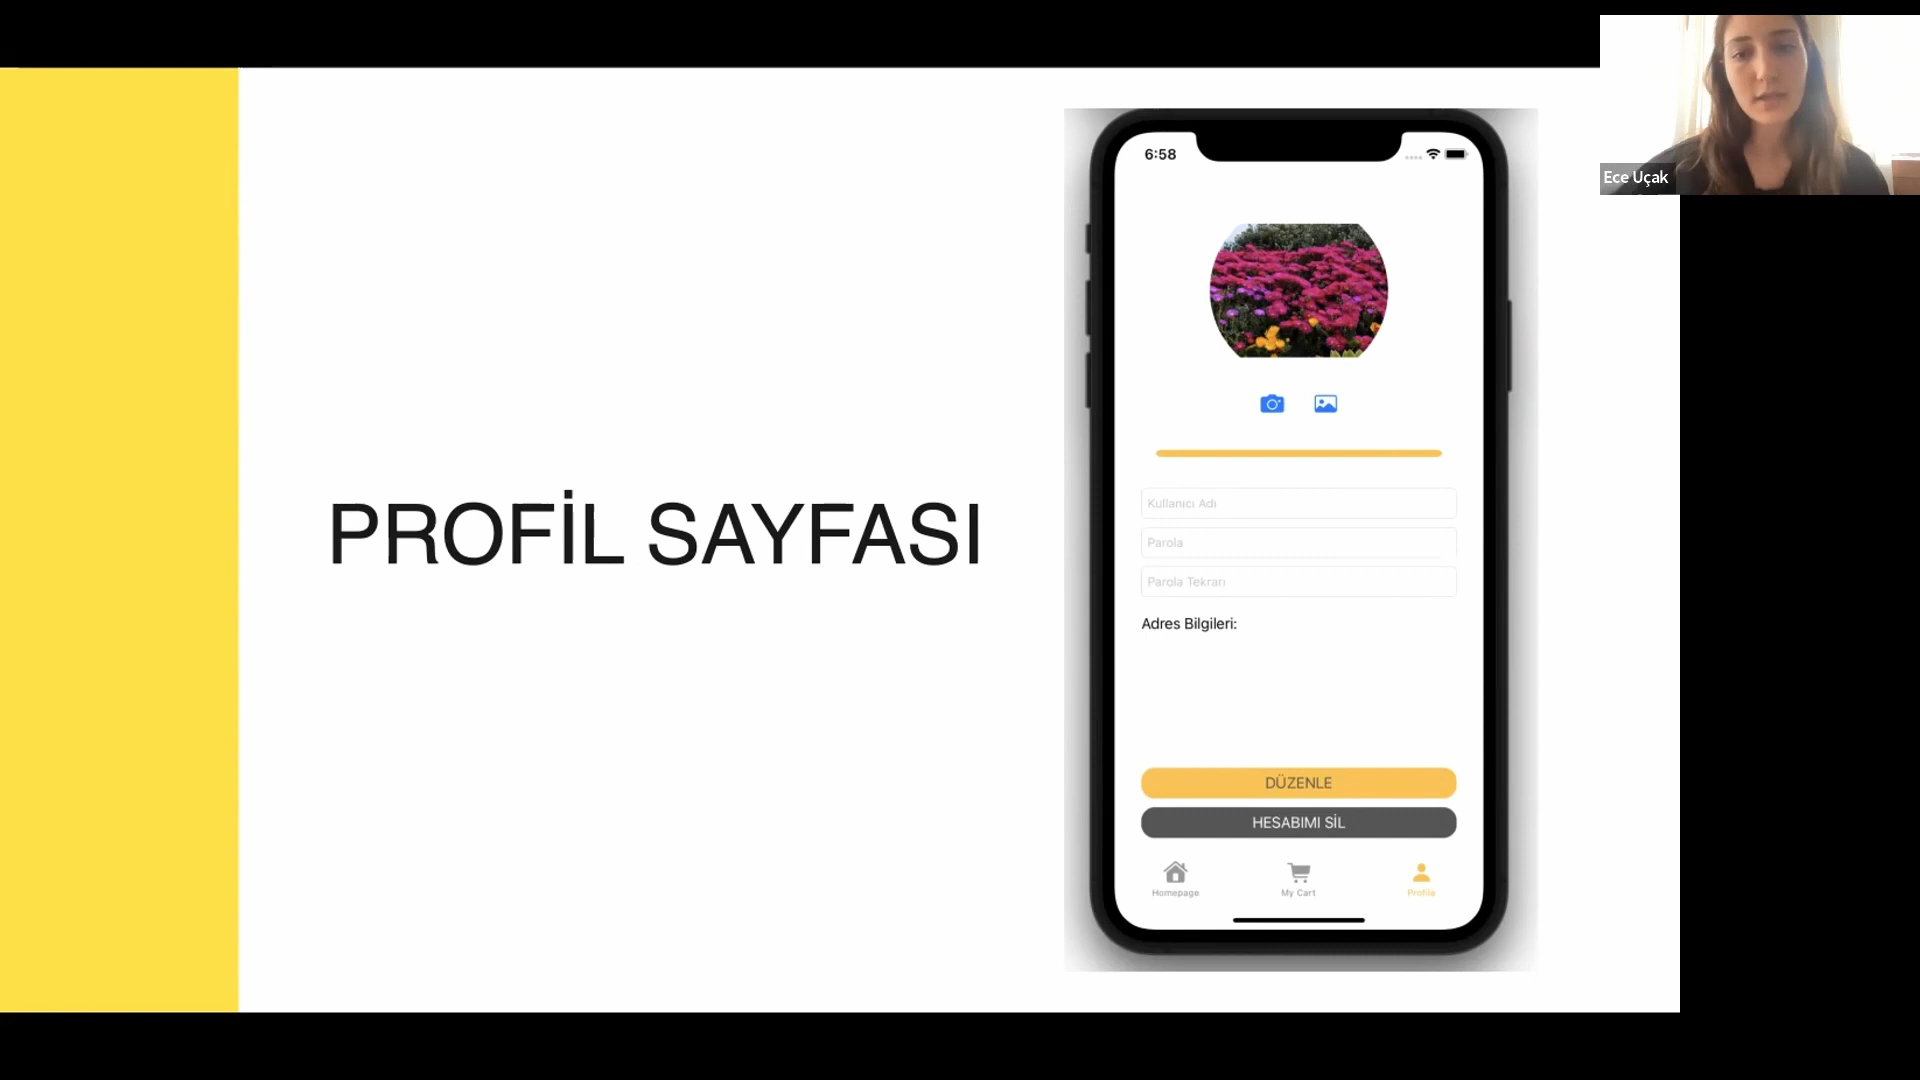 Ece Uçak
PROFİL SAYFASI
6:58
Kullanıcı Adı
Parola
Parola Tekrarı
Adres Bilgileri:
DÜZENLE
HESABIMI SİL
Homepage
My Cart
Profile